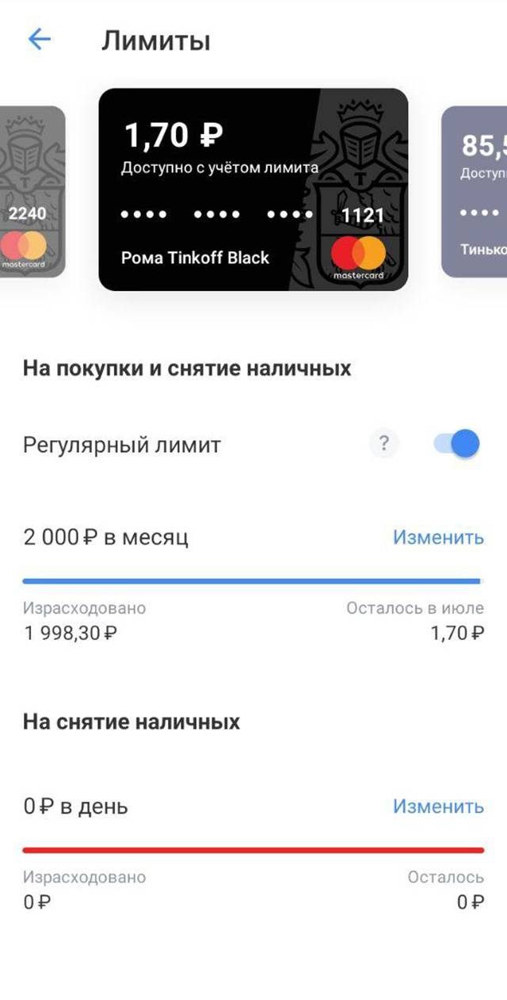 Лимиты
1,70 ₽
Доступно с учётом лимита
•••• •••• •••• 1121
Рома Tinkoff Black
mastercard
2240
mastercard
85,5
Доступн
••••
Тинько
На покупки и снятие наличных
Регулярный лимит ?
2 000 ₽ в месяц Изменить
Израсходовано Осталось в июле
1 998,30 ₽ 1,70 ₽
На снятие наличных
0 ₽ в день Изменить
Израсходовано Осталось
0 ₽ 0 ₽